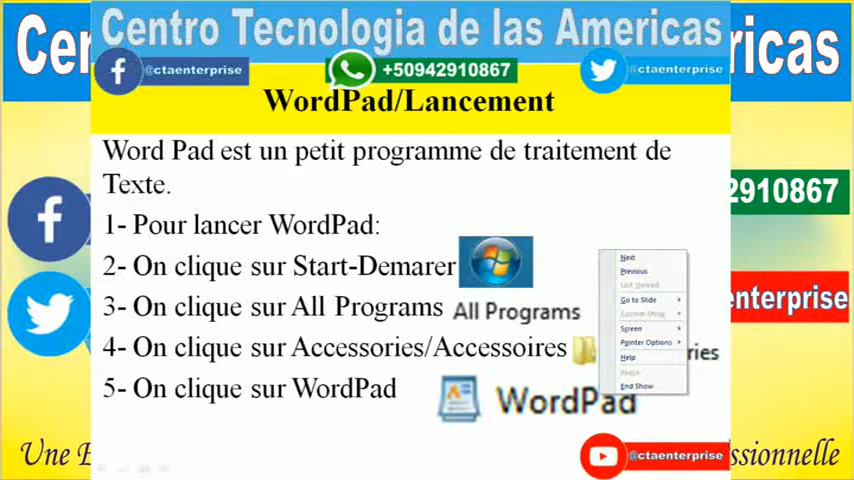 Centro Tecnologia de las Americas
Cen
ricas
@ctaenterprise
+50942910867
@ctaenterprise
WordPad/Lancement
Word Pad est un petit programme de traitement de
Texte.
1- Pour lancer WordPad:
2910867
2- On clique sur Start-Demarer
3- On clique sur All Programs
All Programs
enterprise
4- On clique sur Accessories/Accessoires
ries
5- On clique sur WordPad
WordPad
Next
Previous
Last Viewed
Go to Slide
Custom Show
Screen
Pointer Options
Help
Pause
End Show
Une E
@ctaenterprise
ssionnelle